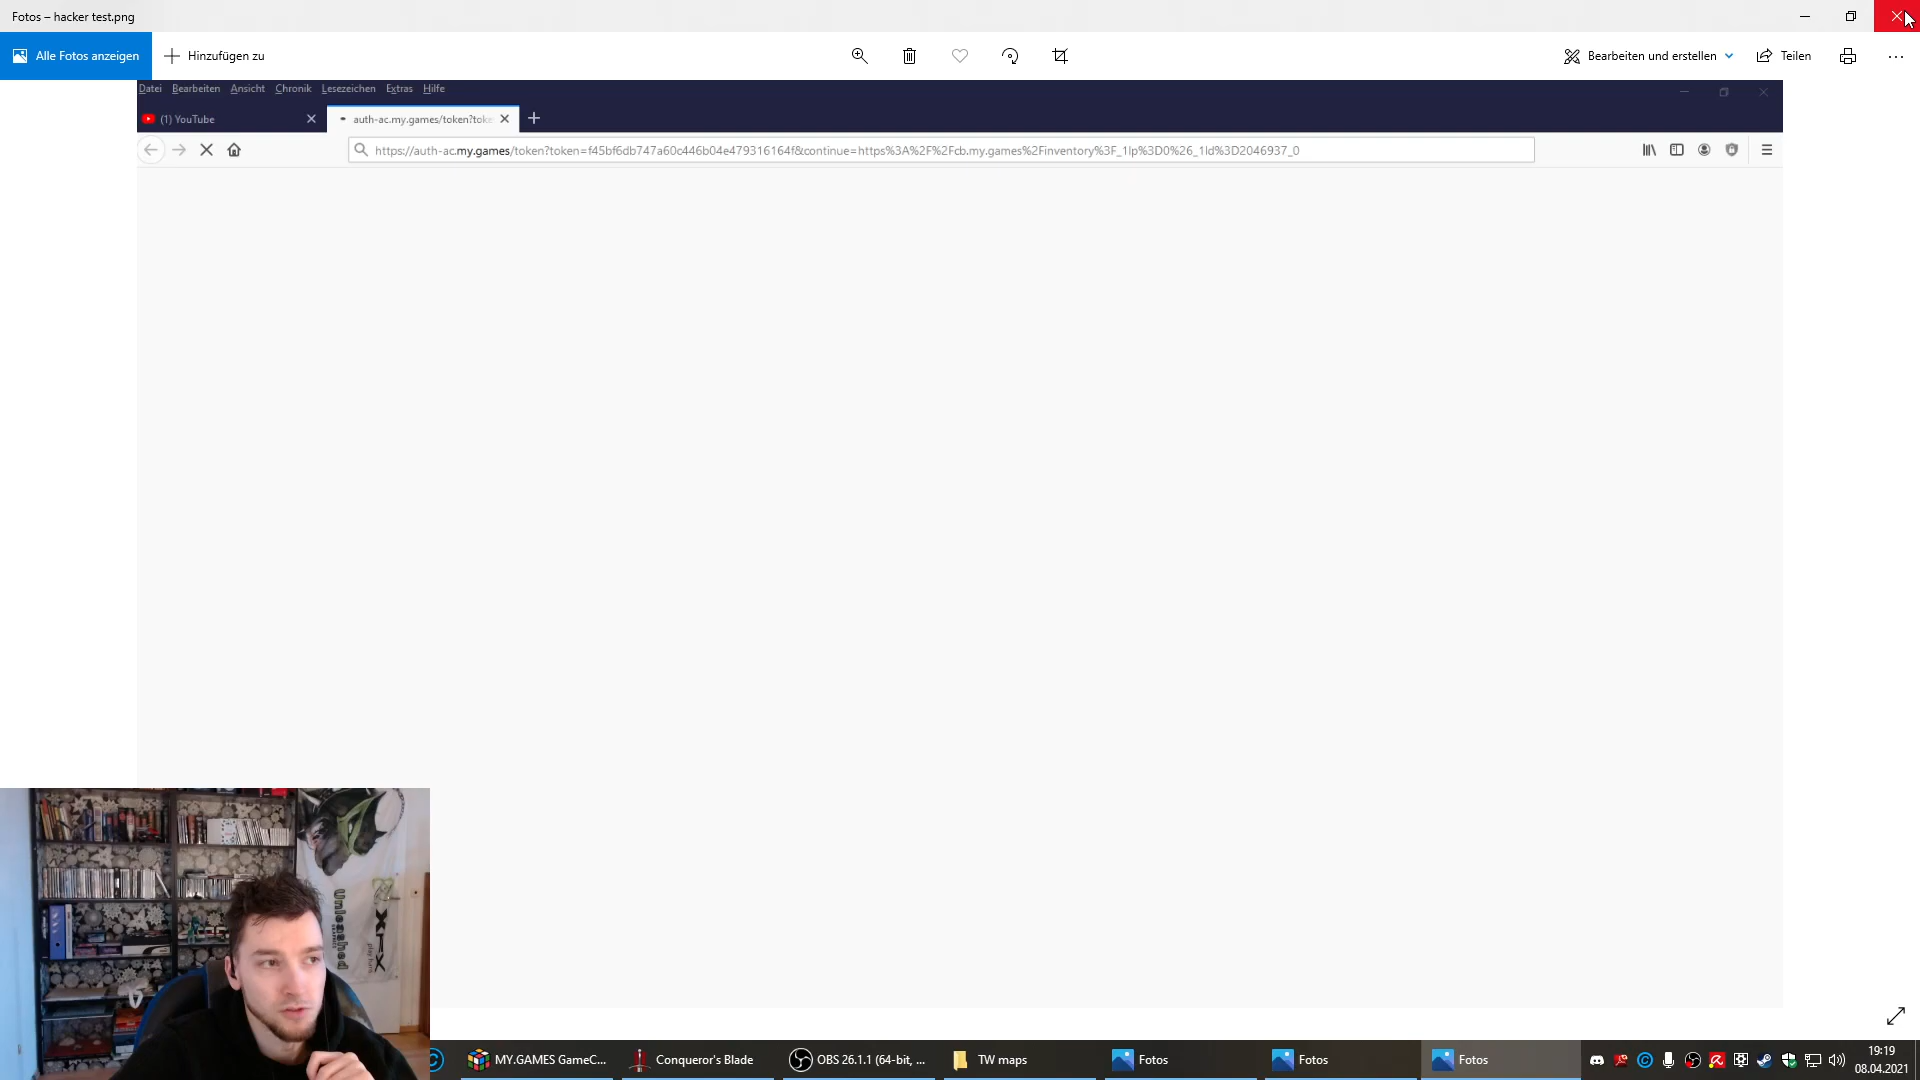 Fotos – hacker test.png
Alle Fotos anzeigen
Hinzufügen zu
Bearbeiten und erstellen
Teilen
Datei Bearbeiten Ansicht Chronik Lesezeichen Extras Hilfe
(1) YouTube
auth-ac.my.games/token?toke
https://auth-ac.my.games/token?token=f45bf6db747a60c446b04e479316164f&continue=https%3A%2F%2Fcb.my.games%2Finventory%3F_1lp%3D0%26_1ld%3D2046937_0
Unleashed
MY.GAMES GameC...
Conqueror's Blade
OBS 26.1.1 (64-bit, ...
TW maps
Fotos
Fotos
Fotos
19:19
08.04.2021